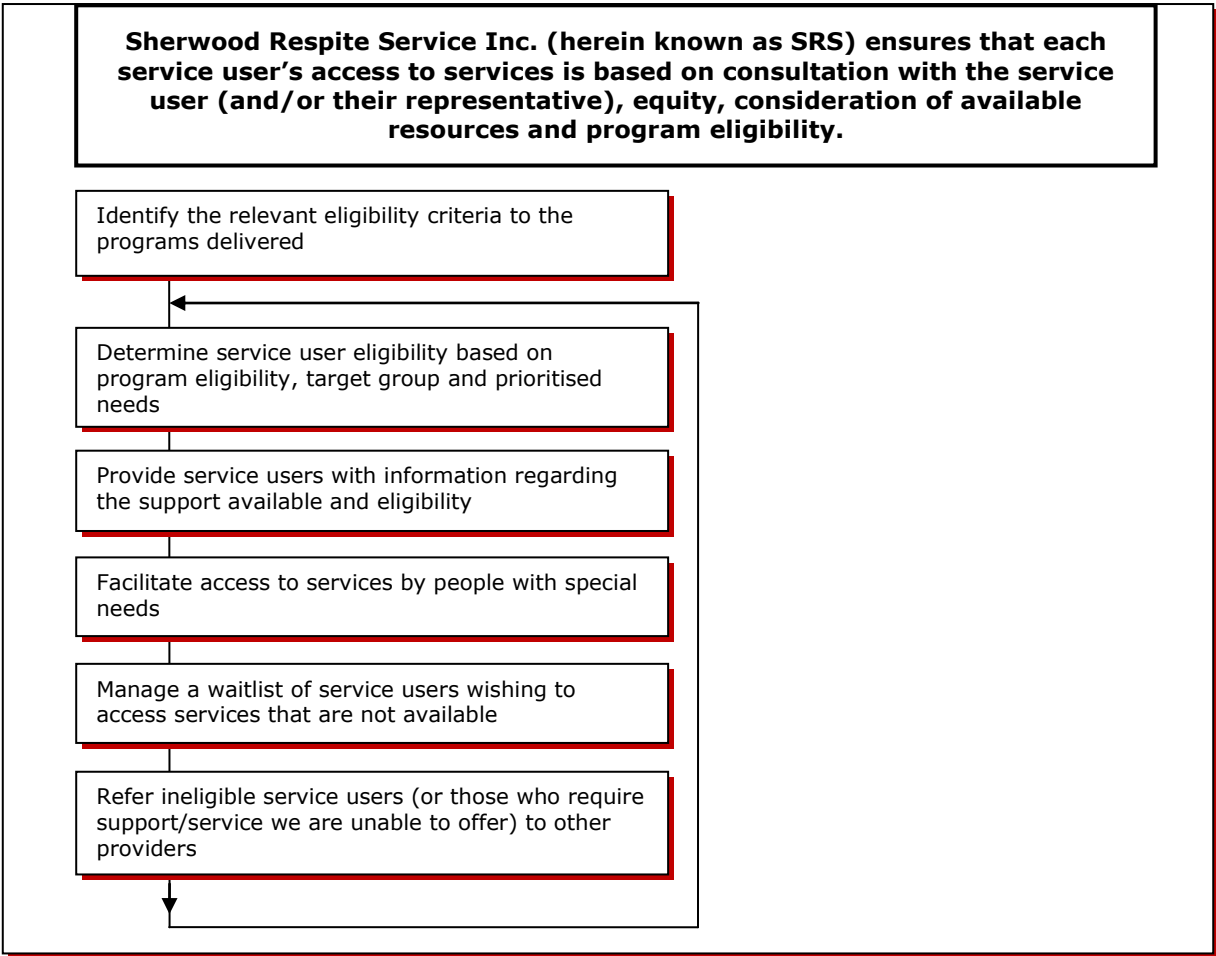 Sherwood Respite Service Inc. (herein known as SRS) ensures that each
service user's access to services is based on consultation with the service
user (and/or their representative), equity, consideration of available
resources and program eligibility.
Identify the relevant eligibility criteria to the
programs delivered
Determine service user eligibility based on
program eligibility, target group and prioritised
needs
Provide service users with information regarding
the support available and eligibility
Facilitate access to services by people with special
needs
Manage a waitlist of service users wishing to
access services that are not available
Refer ineligible service users (or those who require
support/service we are unable to offer) to other
providers